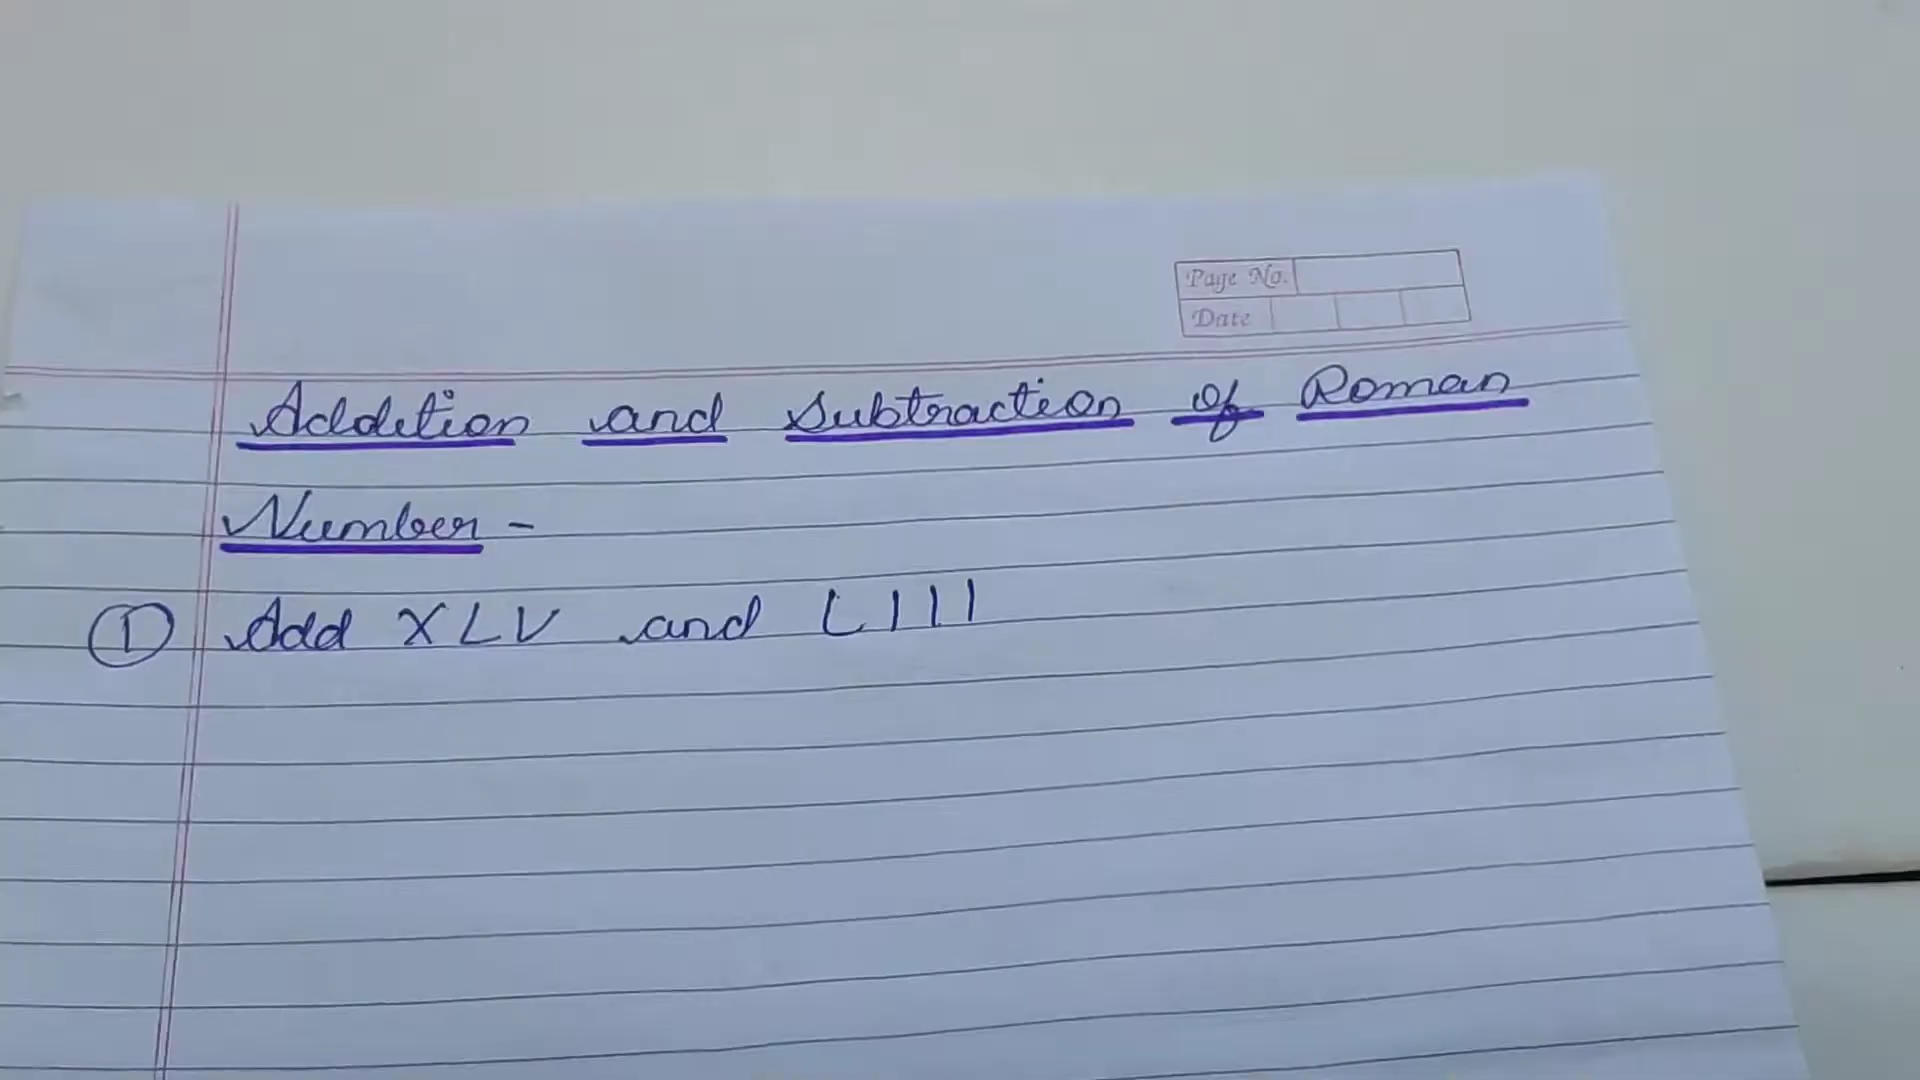 Page No.
Date
Addition and Subtraction of Roman
Number -
① Add XLV and LIII